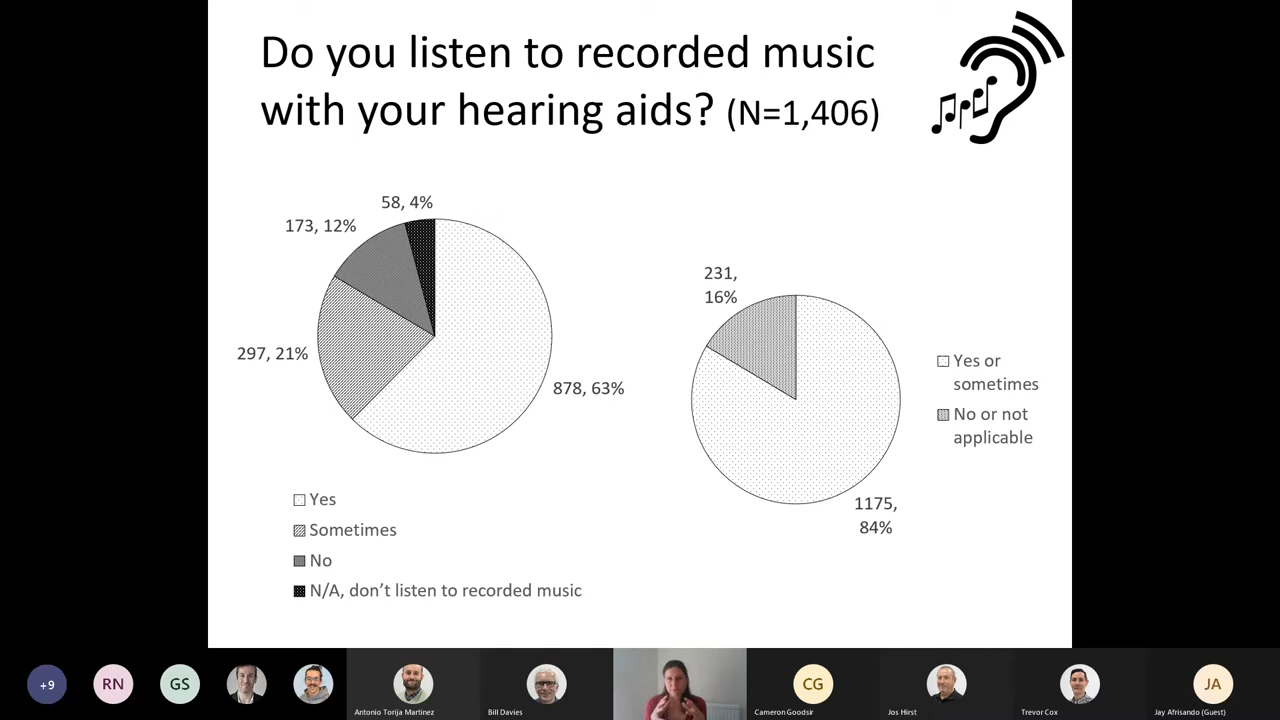 Do you listen to recorded music
with your hearing aids? (N=1,406)
58, 4%
173, 12%
297, 21%
878, 63%
Yes
Sometimes
No
N/A, don't listen to recorded music
231,
16%
1175,
84%
Yes or
sometimes
No or not
applicable
+9
RN
GS
Antonio Torija Martinez
Bill Davies
CG
Cameron Goodsir
Jos Hirst
Trevor Cox
JA
Jay Afrisando (Guest)